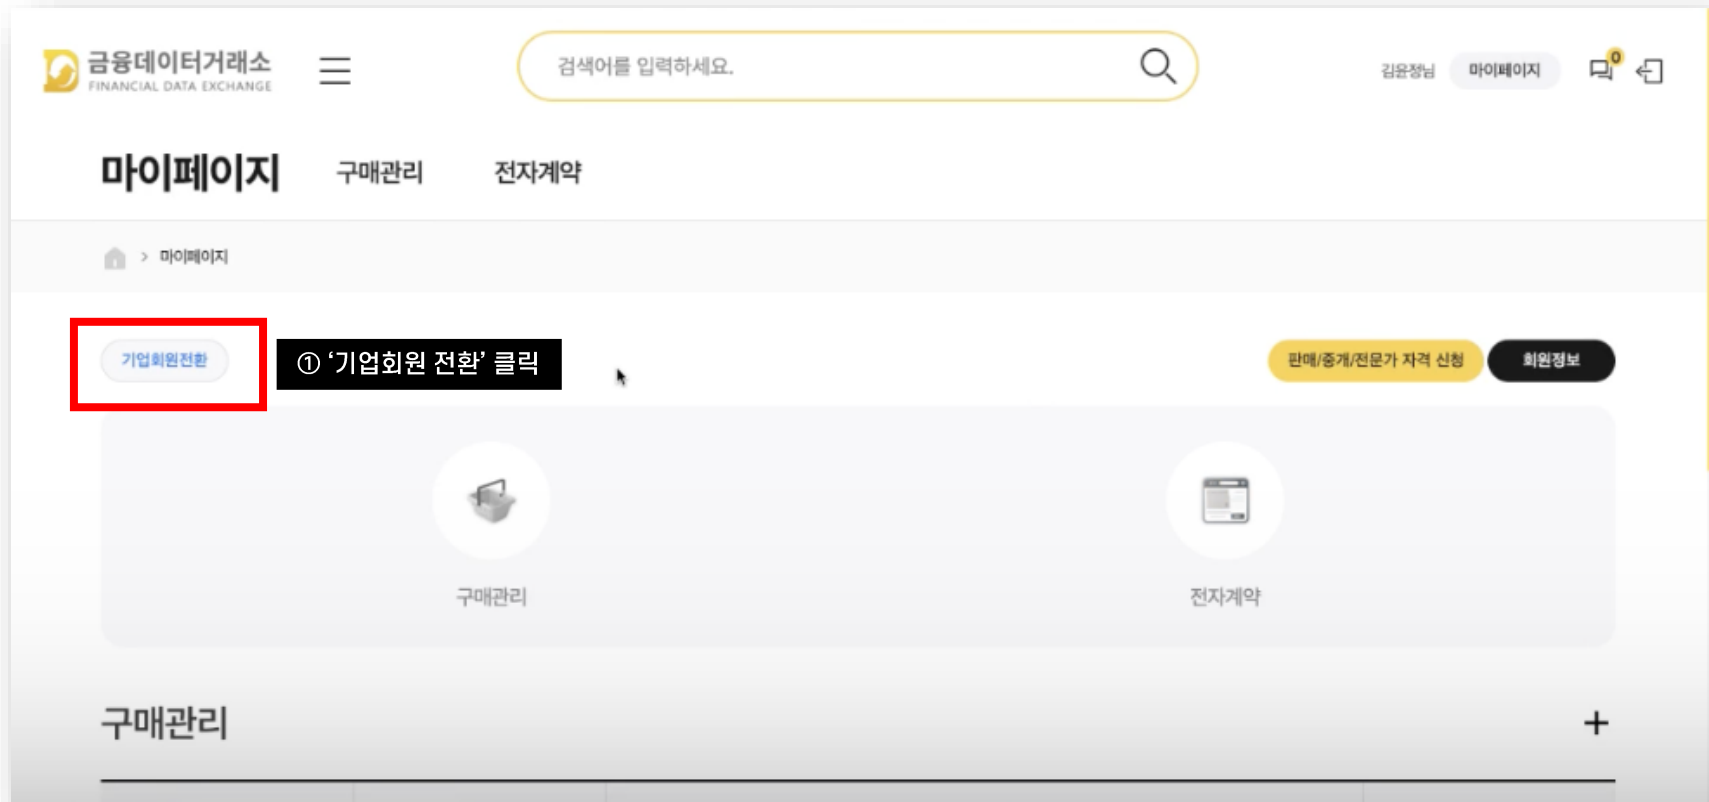 금융데이터거래소
FINANCIAL DATA EXCHANGE
검색어를 입력하세요.
김윤정님
마이페이지
0
마이페이지
구매관리
전자계약
> 마이페이지
기업회원전환
① ‘기업회원 전환’ 클릭
판매/중개/전문가 자격 신청
회원정보
구매관리
전자계약
구매관리
+